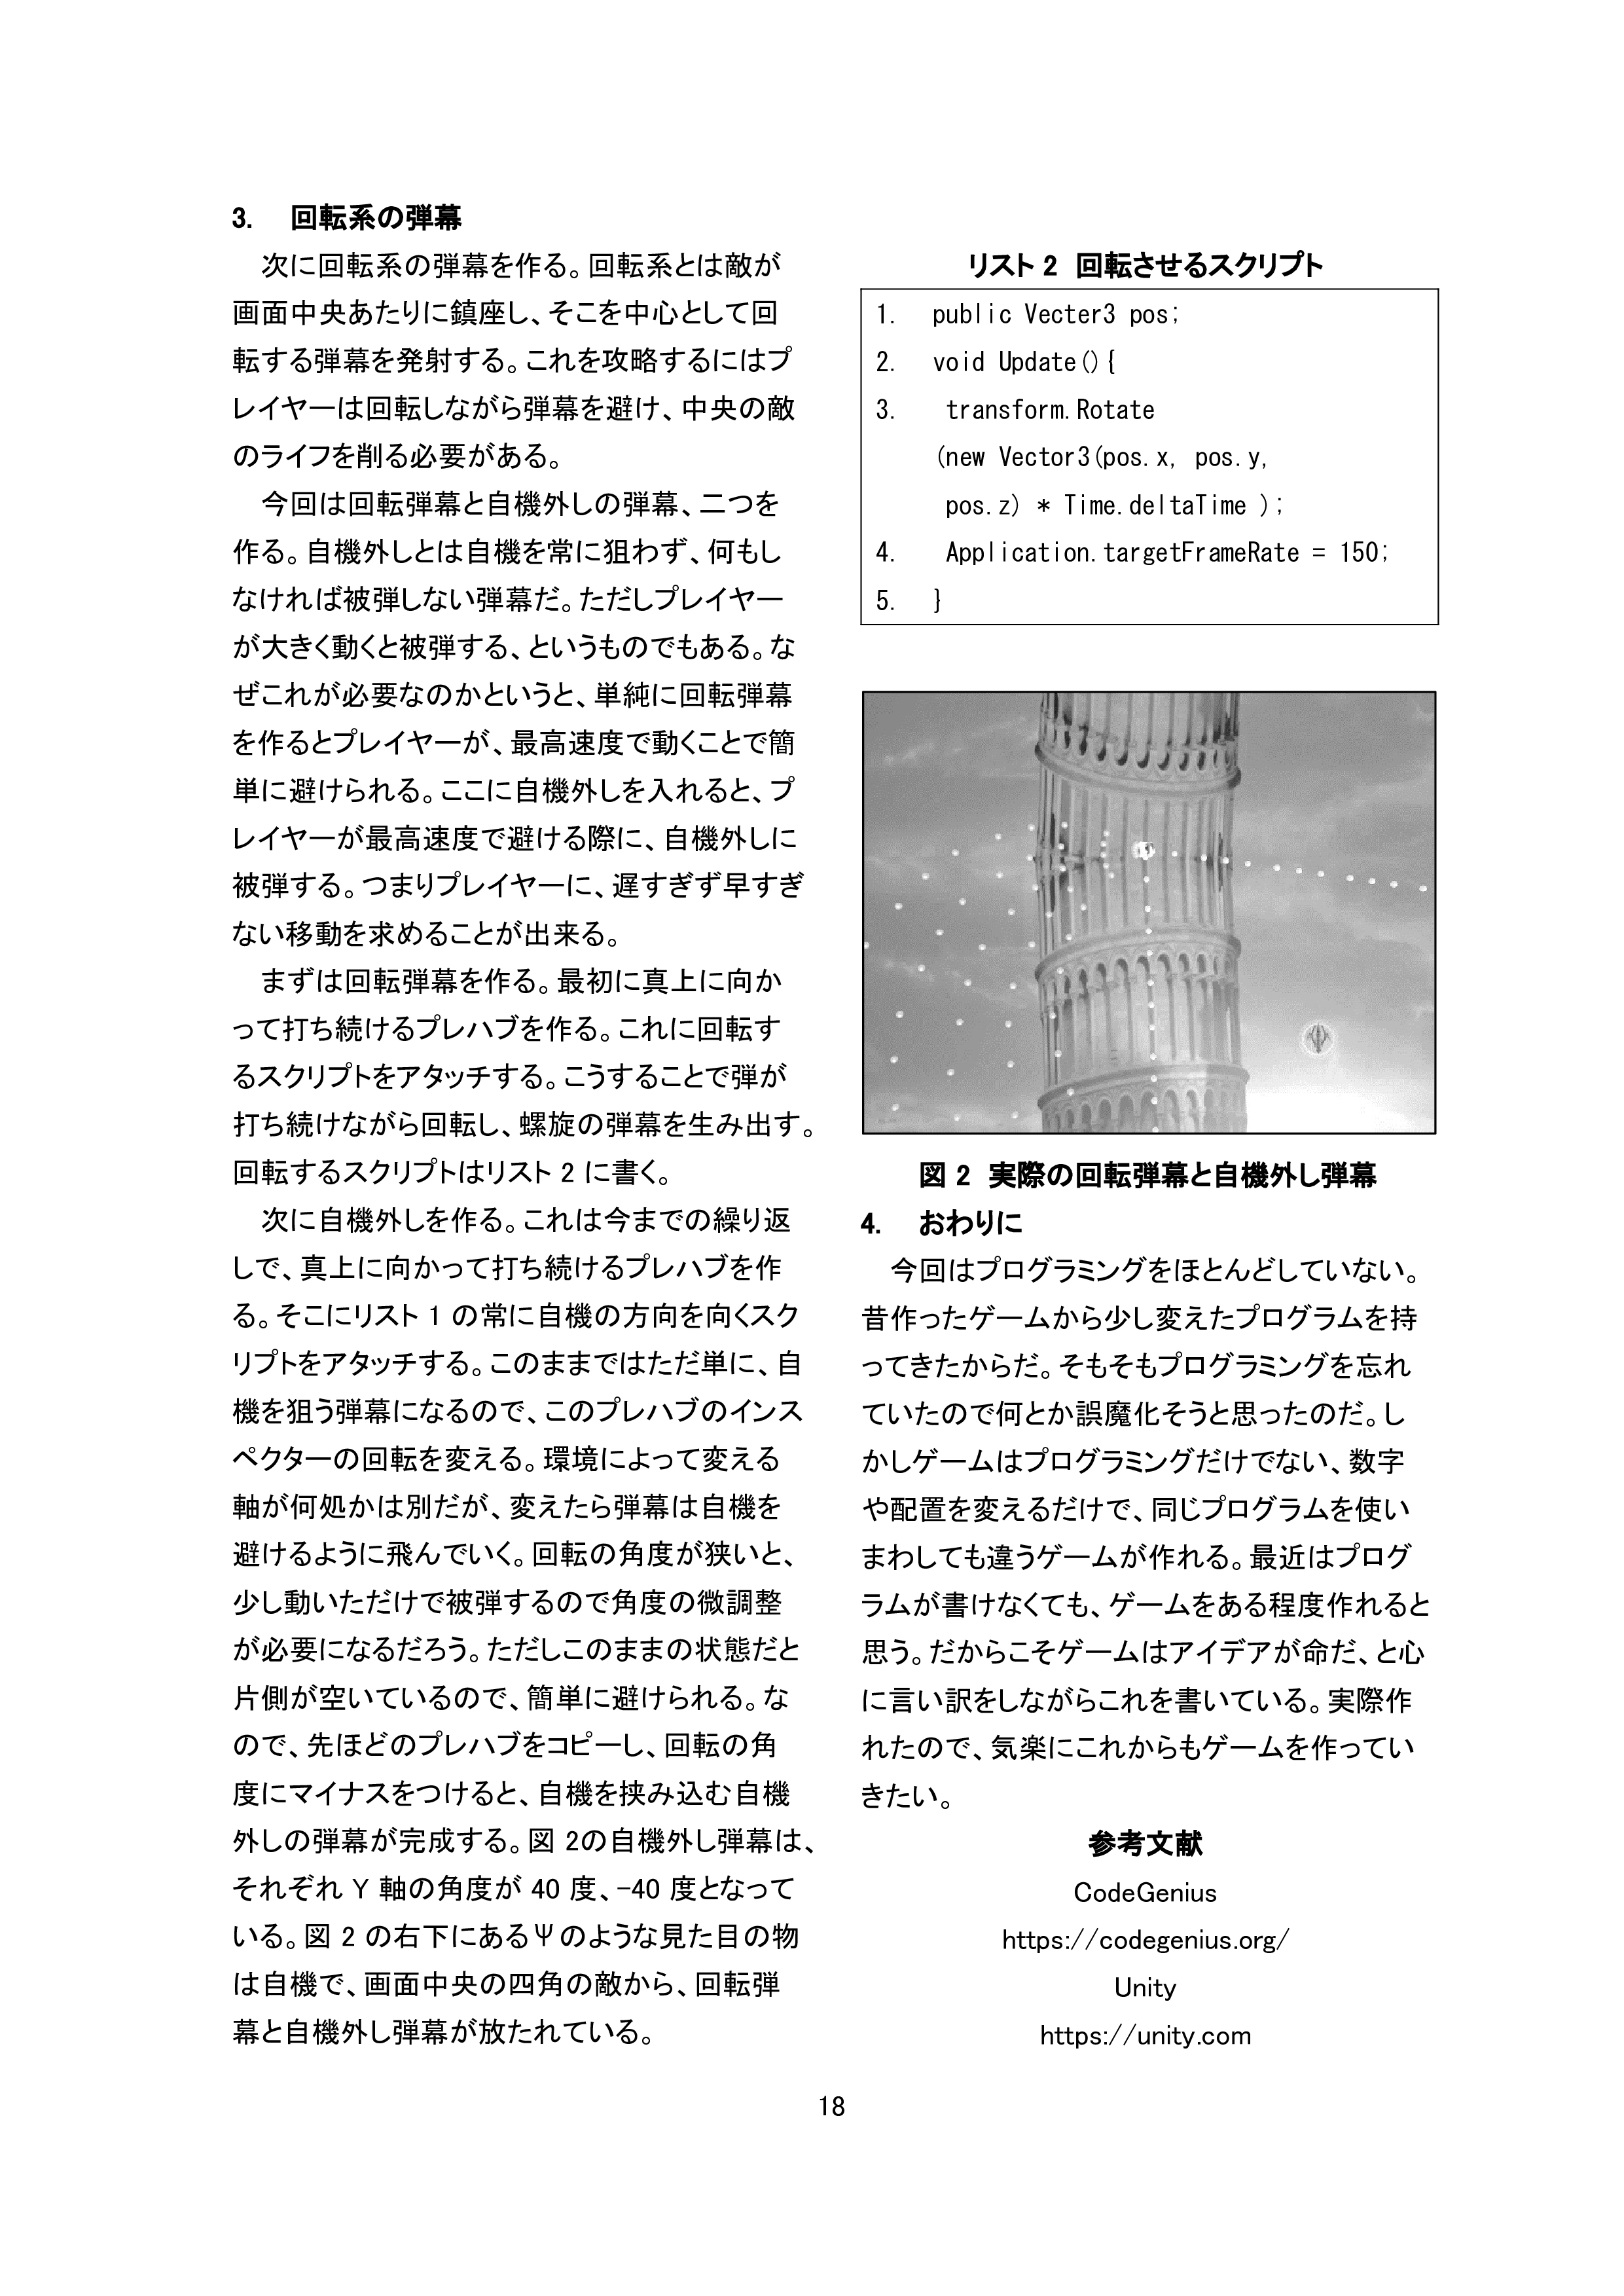 3. 回転系の弾幕
次に回転系の弾幕を作る。回転系とは敵が
画面中央あたりに鎮座し、そこを中心として回
転する弾幕を発射する。これを攻略するにはプ
レイヤーは回転しながら弾幕を避け、中央の敵
のライフを削る必要がある。
今回は回転弾幕と自機外しの弾幕、二つを
作る。自機外しとは自機を常に狙わず、何もし
なければ被弾しない弾幕だ。ただしプレイヤー
が大きく動くと被弾する、というものでもある。な
ぜこれが必要なのかというと、単純に回転弾幕
を作るとプレイヤーが、最高速度で動くことで簡
単に避けられる。ここに自機外しを入れると、プ
レイヤーが最高速度で避ける際に、自機外しに
被弾する。つまりプレイヤーに、遅すぎず早すぎ
ない移動を求めることが出来る。
まずは回転弾幕を作る。最初に真上に向か
って打ち続けるプレハブを作る。これに回転す
るスクリプトをアタッチする。こうすることで弾が
打ち続けながら回転し、螺旋の弾幕を生み出す。
回転するスクリプトはリスト 2 に書く。
次に自機外しを作る。これは今までの繰り返
しで、真上に向かって打ち続けるプレハブを作
る。そこにリスト 1 の常に自機の方向を向くスク
リプトをアタッチする。このままではただ単に、自
機を狙う弾幕になるので、このプレハブのインス
ペクターの回転を変える。環境によって変える
軸が何処かは別だが、変えたら弾幕は自機を
避けるように飛んでいく。回転の角度が狭いと、
少し動いただけで被弾するので角度の微調整
が必要になるだろう。ただしこのままの状態だと
片側が空いているので、簡単に避けられる。な
ので、先ほどのプレハブをコピーし、回転の角
度にマイナスをつけると、自機を挟み込む自機
外しの弾幕が完成する。図 2の自機外し弾幕は、
それぞれ Y 軸の角度が 40 度、-40 度となって
いる。図 2 の右下にあるΨのような見た目の物
は自機で、画面中央の四角の敵から、回転弾
幕と自機外し弾幕が放たれている。
リスト 2 回転させるスクリプト
1. public Vecter3 pos;
2. void Update(){
3. transform.Rotate
(new Vector3(pos.x, pos.y,
pos.z) * Time.deltaTime );
4. Application.targetFrameRate = 150;
5. }
図 2 実際の回転弾幕と自機外し弾幕
4. おわりに
今回はプログラミングをほとんどしていない。
昔作ったゲームから少し変えたプログラムを持
ってきたからだ。そもそもプログラミングを忘れ
ていたので何とか誤魔化そうと思ったのだ。し
かしゲームはプログラミングだけでない、数字
や配置を変えるだけで、同じプログラムを使い
まわしても違うゲームが作れる。最近はプログ
ラムが書けなくても、ゲームをある程度作れると
思う。だからこそゲームはアイデアが命だ、と心
に言い訳をしながらこれを書いている。実際作
れたので、気楽にこれからもゲームを作ってい
きたい。
参考文献
CodeGenius
https://codegenius.org/
Unity
https://unity.com
18